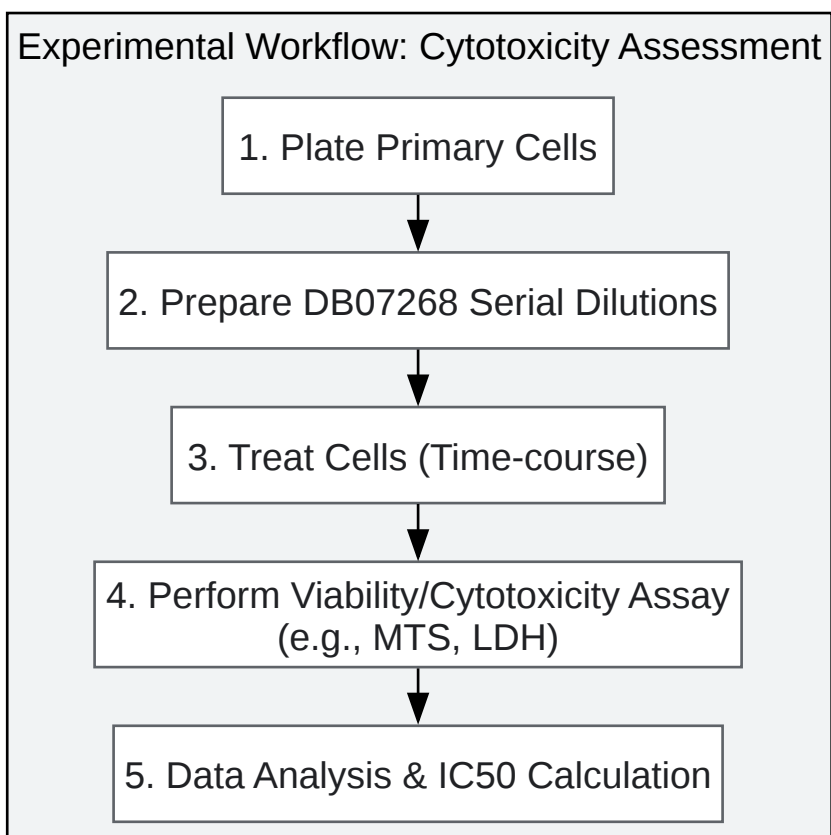 Experimental Workflow: Cytotoxicity Assessment
1. Plate Primary Cells
2. Prepare DB07268 Serial Dilutions
3. Treat Cells (Time-course)
4. Perform Viability/Cytotoxicity Assay
(e.g., MTS, LDH)
5. Data Analysis & IC50 Calculation